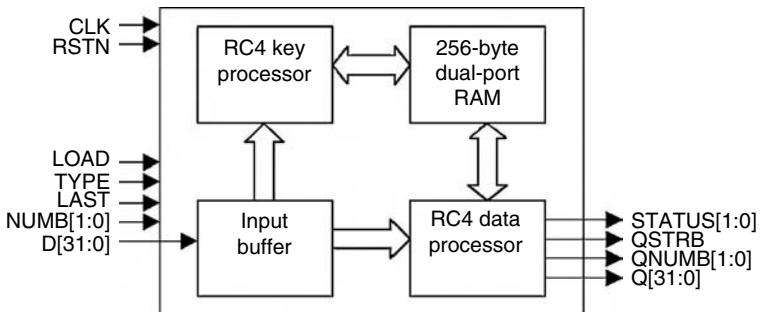 CLK
RSTN
RC4 key
processor
256-byte
dual-port
RAM
LOAD
TYPE
LAST
NUMB[1:0]
D[31:0]
Input
buffer
RC4 data
processor
STATUS[1:0]
QSTRB
QNUMB[1:0]
Q[31:0]